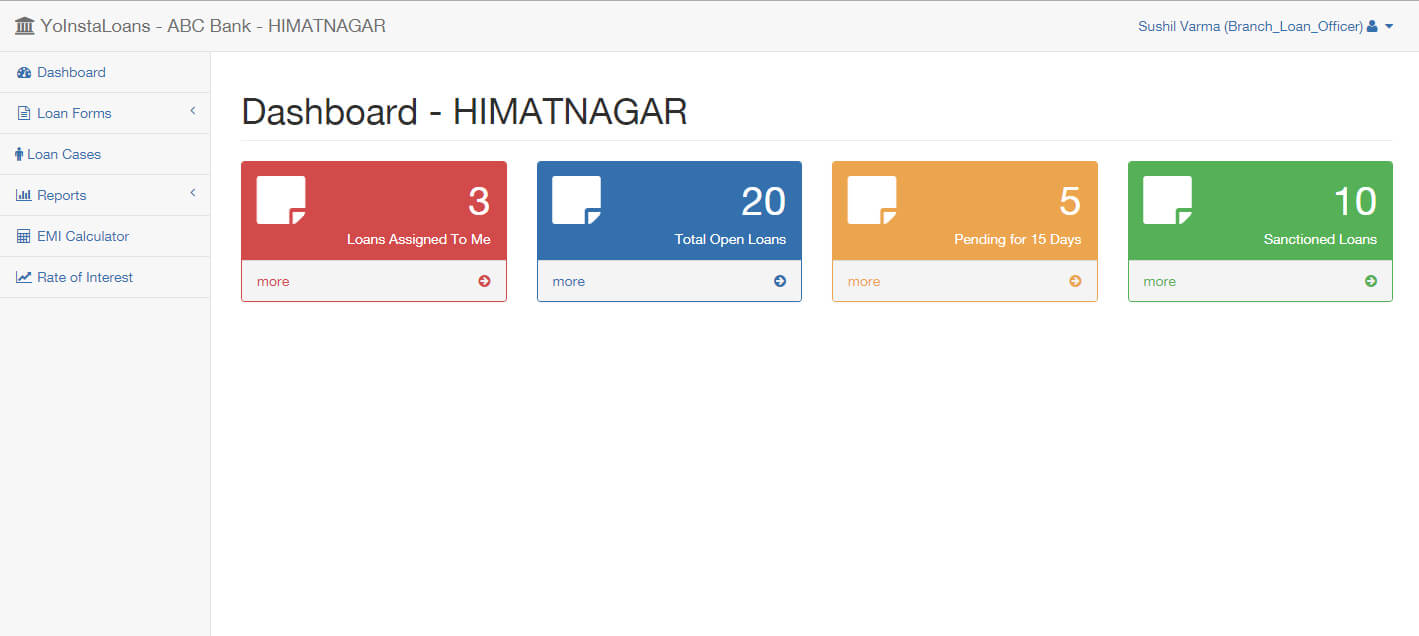 YoInstaLoans - ABC Bank - HIMATNAGAR
Sushil Varma (Branch_Loan_Officer)
Dashboard
Loan Forms
Loan Cases
Reports
EMI Calculator
Rate of Interest
Dashboard - HIMATNAGAR
3
Loans Assigned To Me
more
20
Total Open Loans
more
5
Pending for 15 Days
more
10
Sanctioned Loans
more